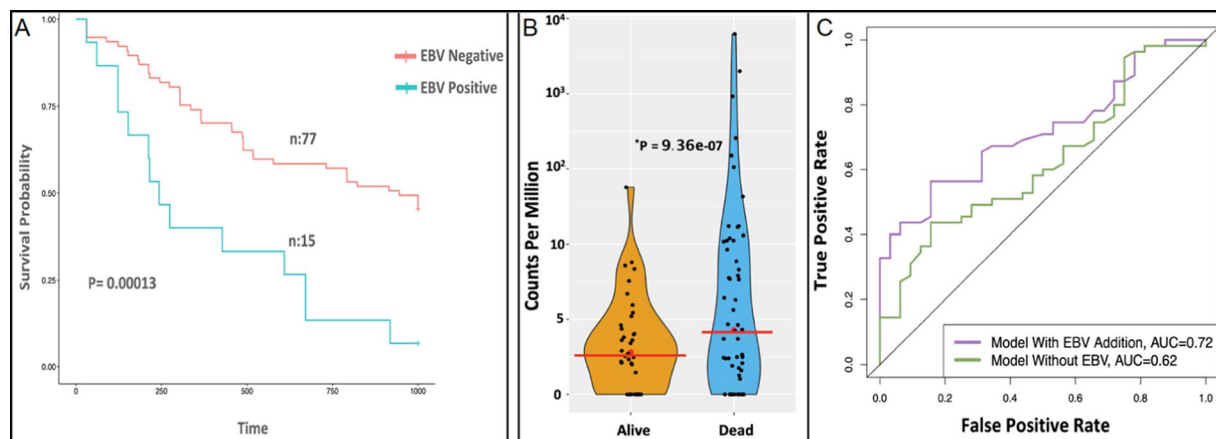 A
EBV Negative
EBV Positive
n:77
n:15
P= 0.00013
Survival Probability
1.00
0.75
0.50
0.25
0.00
0
250
500
750
1000
Time
B
*P = 9.36e-07
Counts Per Million
10⁴
10³
10²
10
5
0
Alive
Dead
C
True Positive Rate
1.0
0.8
0.6
0.4
0.2
0.0
Model With EBV Addition, AUC=0.72
Model Without EBV, AUC=0.62
0.0
0.2
0.4
0.6
0.8
1.0
False Positive Rate